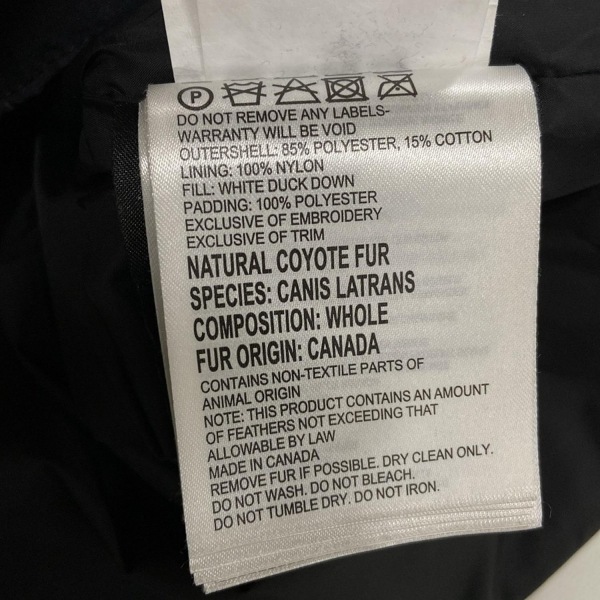 P
DO NOT REMOVE ANY LABELS-
WARRANTY WILL BE VOID
OUTERSHELL: 85% POLYESTER, 15% COTTON
LINING: 100% NYLON
FILL: WHITE DUCK DOWN
PADDING: 100% POLYESTER
EXCLUSIVE OF EMBROIDERY
EXCLUSIVE OF TRIM
NATURAL COYOTE FUR
SPECIES: CANIS LATRANS
COMPOSITION: WHOLE
FUR ORIGIN: CANADA
CONTAINS NON-TEXTILE PARTS OF
ANIMAL ORIGIN
NOTE: THIS PRODUCT CONTAINS AN AMOUNT
OF FEATHERS NOT EXCEEDING THAT
ALLOWABLE BY LAW
MADE IN CANADA
REMOVE FUR IF POSSIBLE. DRY CLEAN ONLY.
DO NOT WASH. DO NOT BLEACH.
DO NOT TUMBLE DRY. DO NOT IRON.